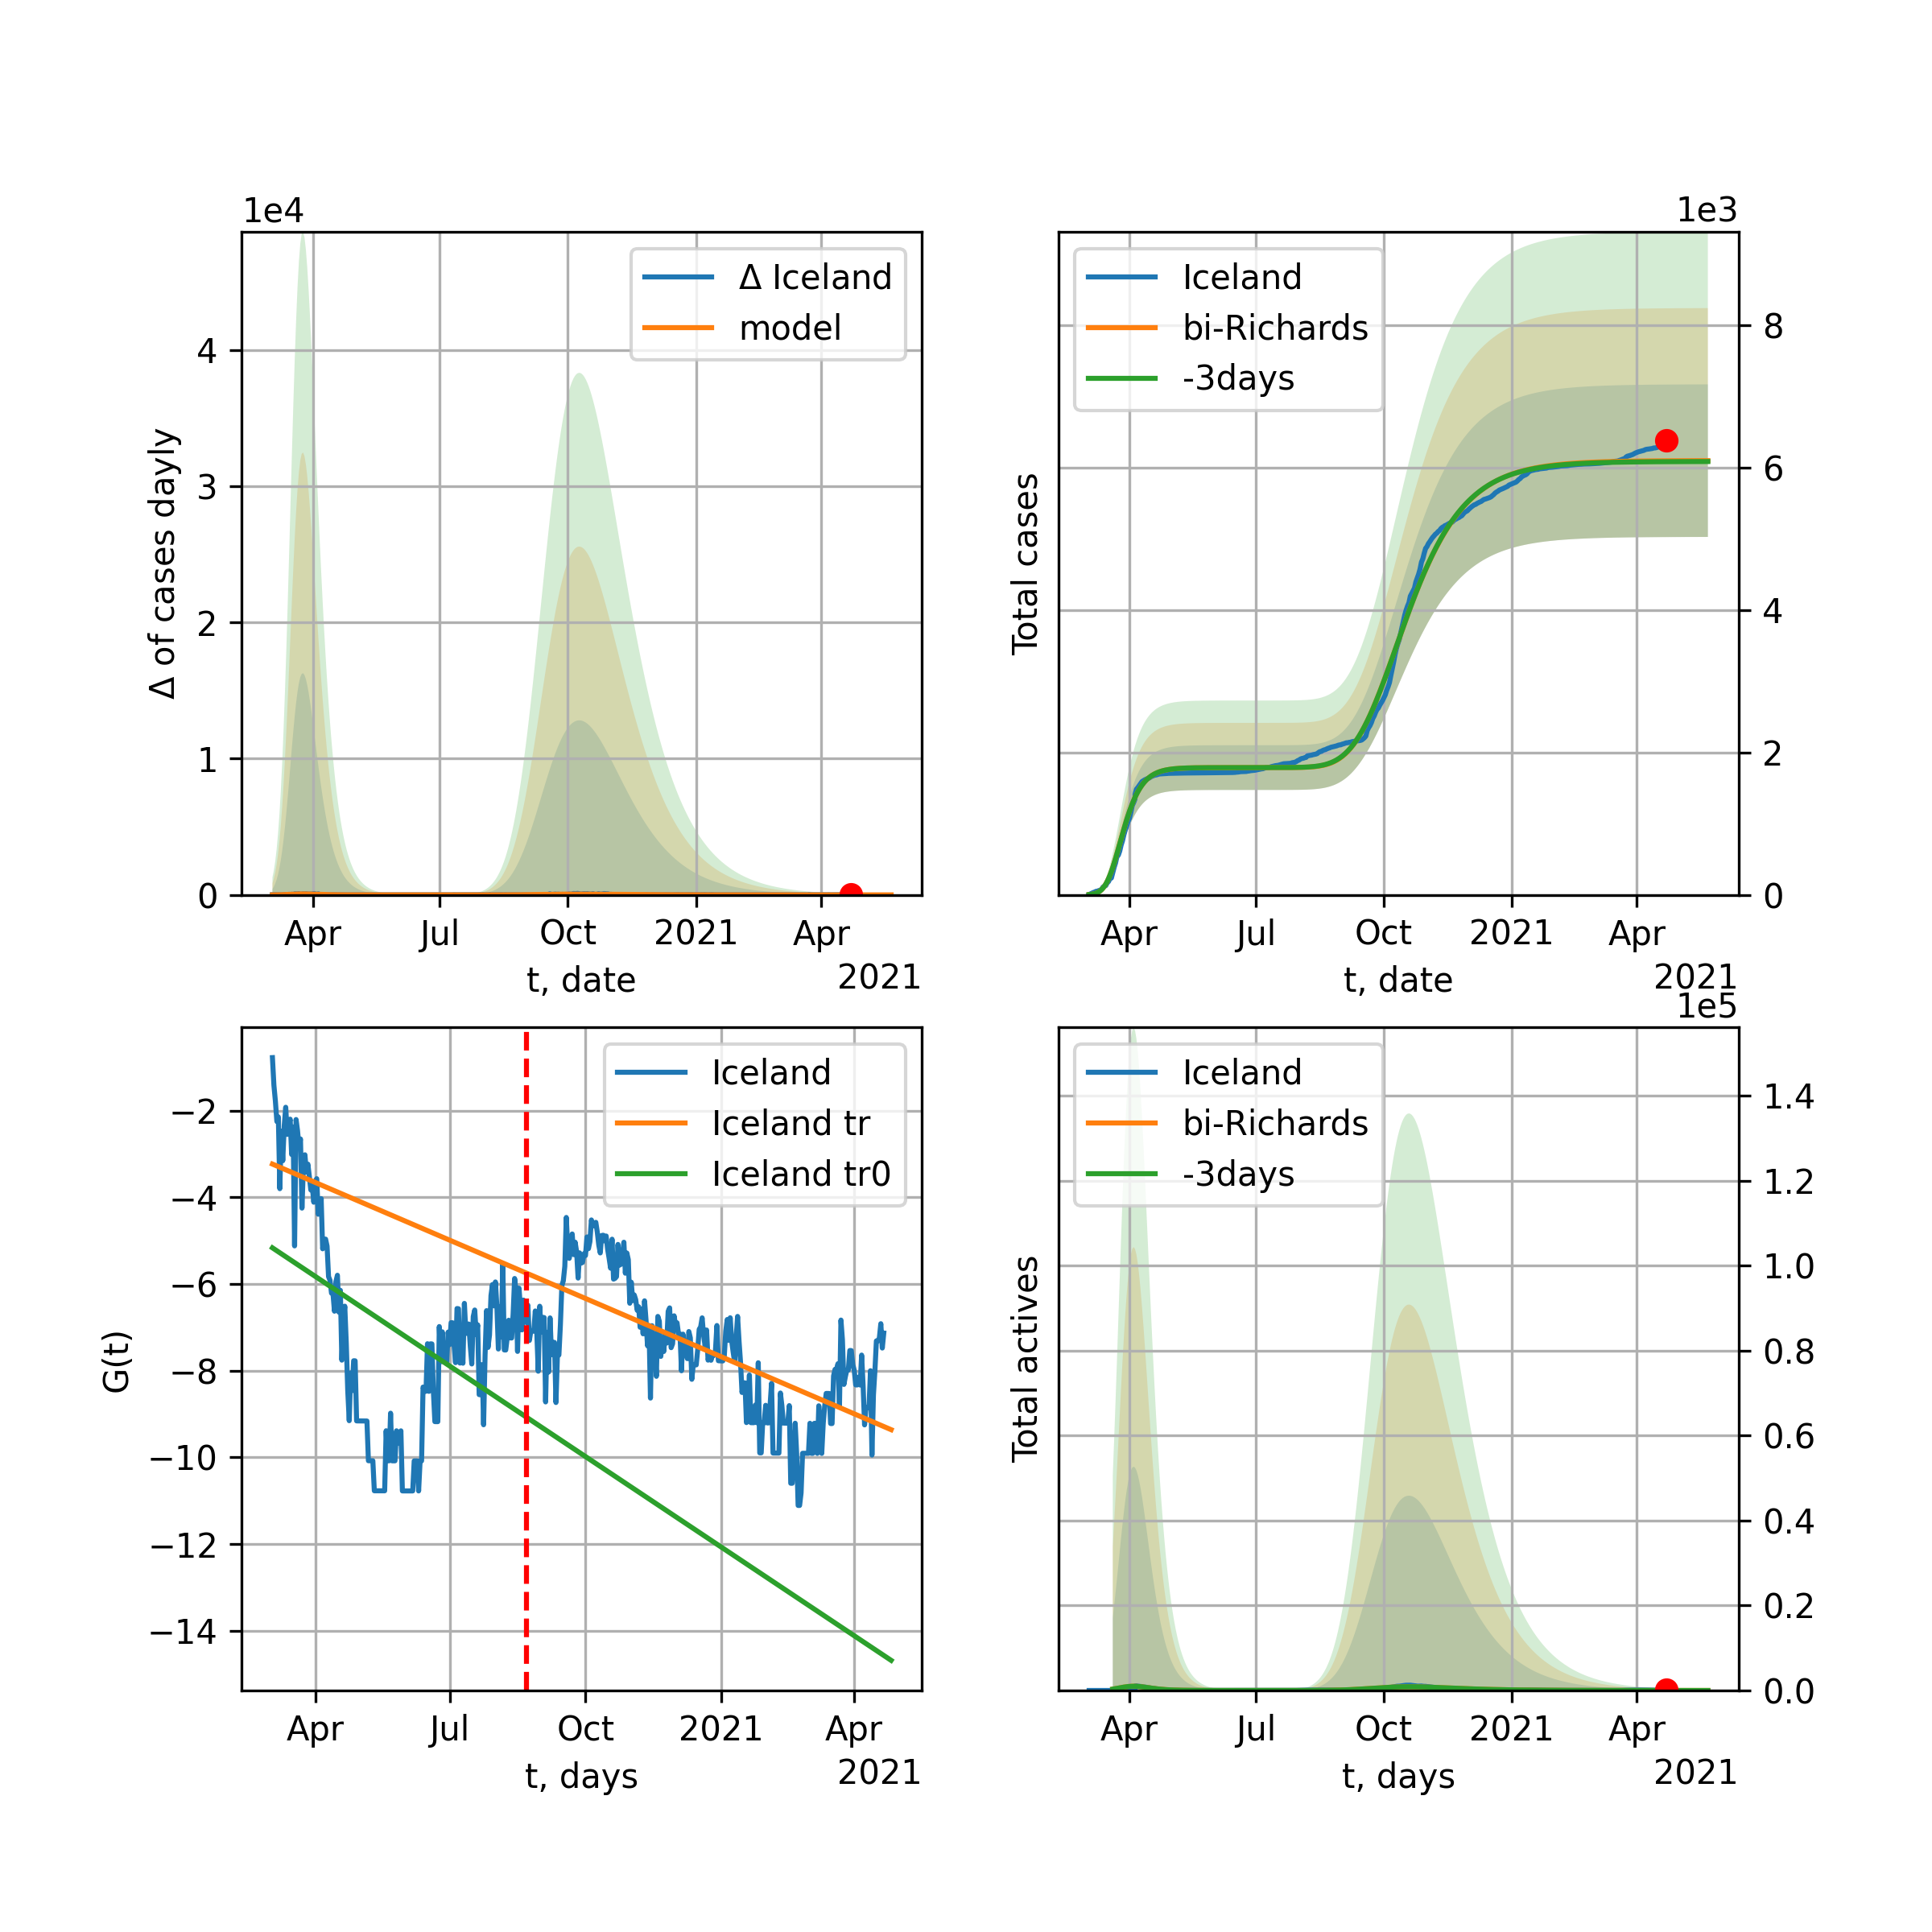 1e4
Δ of cases dayly
4
3
2
1
0
Δ Iceland
model
Apr Jul Oct 2021 Apr
t, date
2021
1e3
Total cases
Iceland
bi-Richards
-3days
8
6
4
2
0
Apr Jul Oct 2021 Apr
t, date
2021
G(t)
−2
−4
−6
−8
−10
−12
−14
Iceland
Iceland tr
Iceland tr0
Apr Jul Oct 2021 Apr
t, days
2021
1e5
Total actives
Iceland
bi-Richards
-3days
1.4
1.2
1.0
0.8
0.6
0.4
0.2
0.0
Apr Jul Oct 2021 Apr
t, days
2021